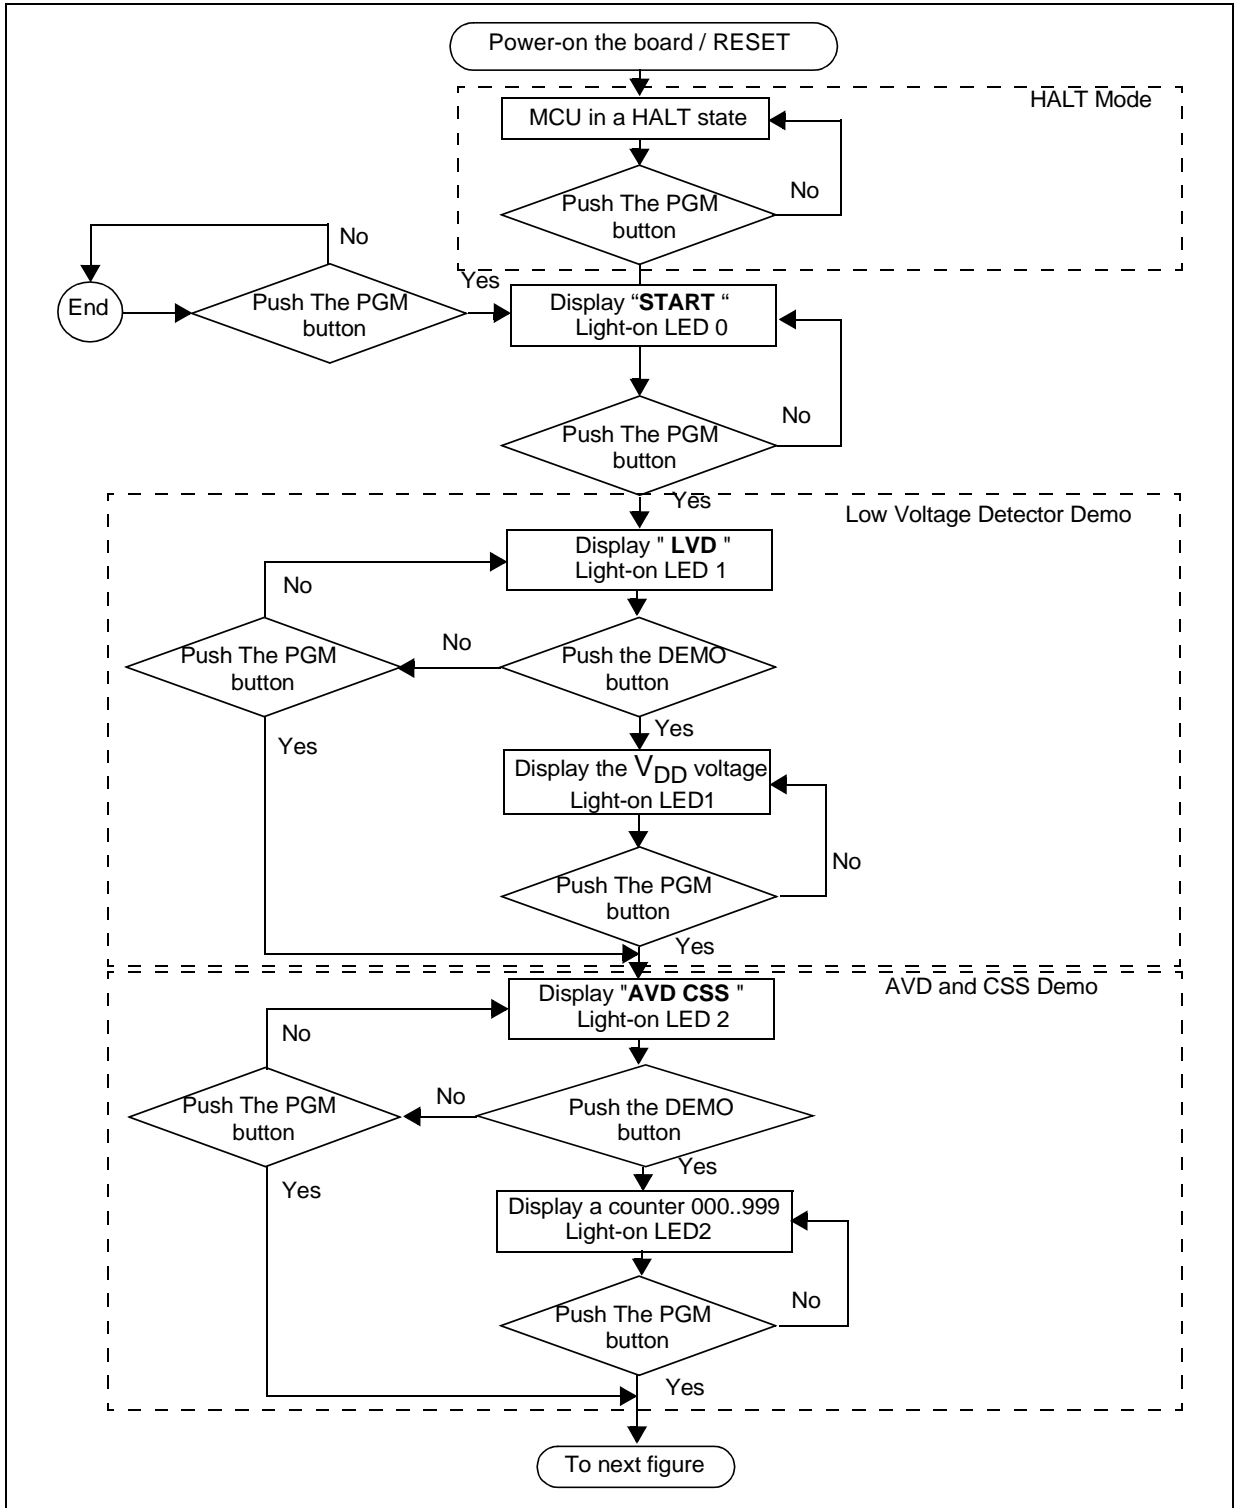 Power-on the board / RESET
HALT Mode
MCU in a HALT state
No
Push The PGM
button
No
Yes
End
Push The PGM
button
Display “START “
Light-on LED 0
No
Push The PGM
button
Yes
Low Voltage Detector Demo
Display " LVD "
Light-on LED 1
No
No
Push The PGM
button
Push the DEMO
button
Yes
Yes
Display the VDD voltage
Light-on LED1
No
Push The PGM
button
Yes
AVD and CSS Demo
Display "AVD CSS "
Light-on LED 2
No
No
Push The PGM
button
Push the DEMO
button
Yes
Yes
Display a counter 000..999
Light-on LED2
No
Push The PGM
button
Yes
To next figure